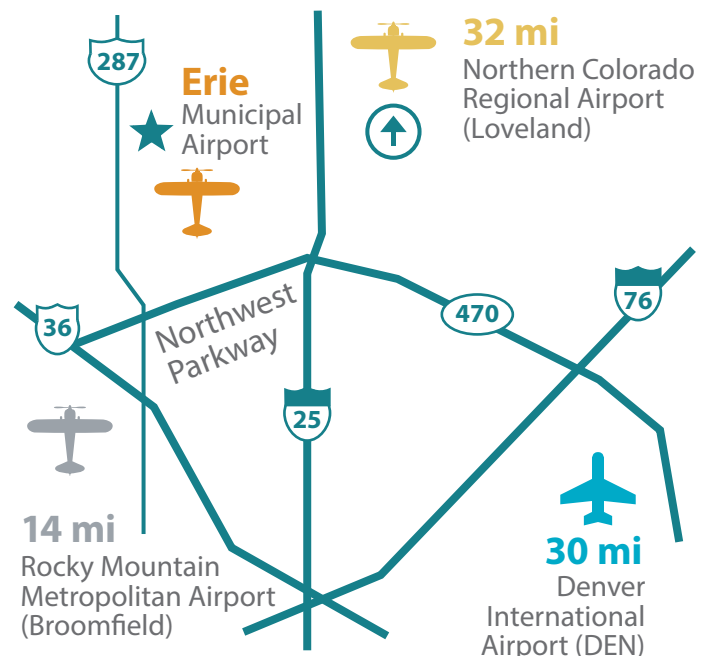 287
Erie
Municipal
Airport
32 mi
Northern Colorado
Regional Airport
(Loveland)
36
Northwest
Parkway
470
76
25
14 mi
Rocky Mountain
Metropolitan Airport
(Broomfield)
30 mi
Denver
International
Airport (DEN)